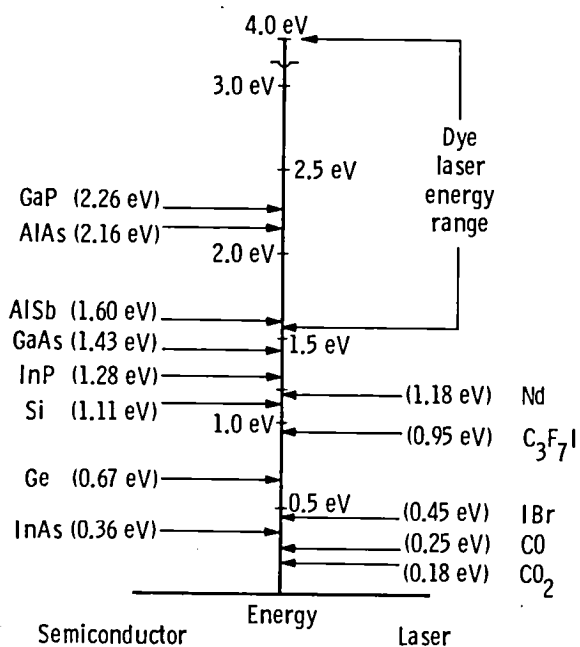 4.0 eV
3.0 eV
Dye
laser
energy
range
2.5 eV
GaP (2.26 eV)
AlAs (2.16 eV)
2.0 eV
AlSb (1.60 eV)
GaAs (1.43 eV)
1.5 eV
InP (1.28 eV)
(1.18 eV) Nd
Si (1.11 eV)
1.0 eV
(0.95 eV) C3F7I
Ge (0.67 eV)
0.5 eV
(0.45 eV) IBr
InAs (0.36 eV)
(0.25 eV) CO
(0.18 eV) CO2
Energy
Semiconductor Laser